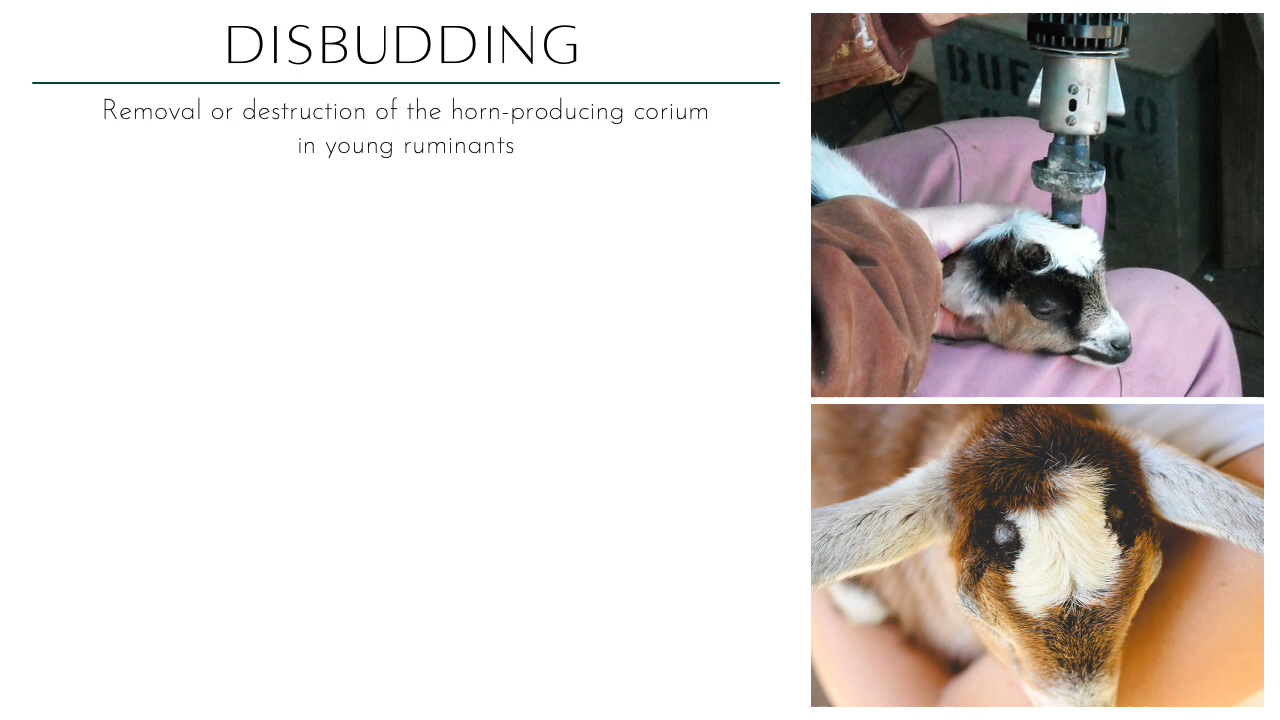 DISBUDDING
Removal or destruction of the horn-producing corium
in young ruminants